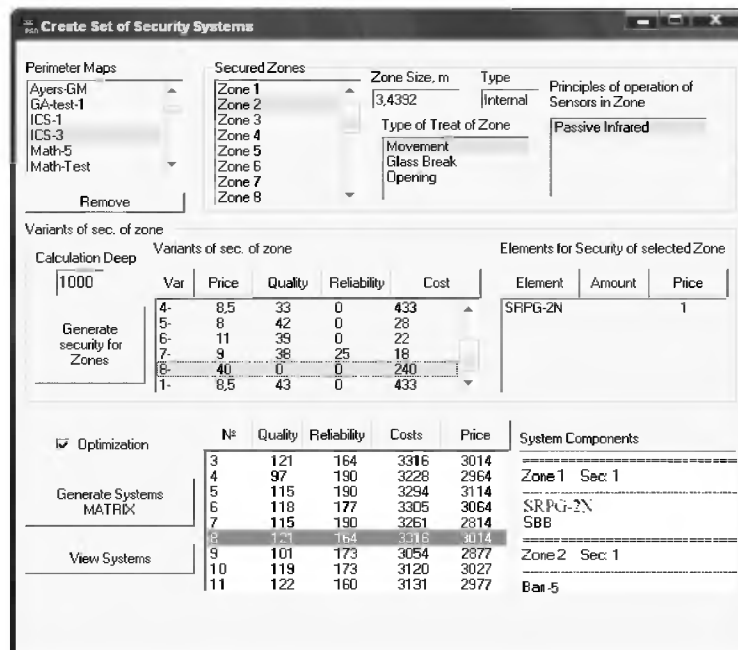 Create Set of Security Systems
Perimeter Maps
Ayers-GM
GA-test-1
ICS-1
ICS-3
Math-5
Math-Test
Remove
Secured Zones
Zone 1
Zone 2
Zone 3
Zone 4
Zone 5
Zone 6
Zone 7
Zone 8
Zone Size, m
3,4392
Type
Internal
Type of Treat of Zone
Movement
Glass Break
Opening
Principles of operation of
Sensors in Zone
Passive Infrared
Variants of sec. of zone
Calculation Deep
1000
Generate
security for
Zones
Variants of sec. of zone
Var Price Quality Reliability Cost
4- 8,5 33 0 433
5- 8 42 0 28
6- 11 39 0 22
7- 9 38 25 18
8- 40 0 0 240
1- 8,5 43 0 433
Elements for Security of selected Zone
Element Amount Price
SRPG-2N 1
Optimization
Generate Systems
MATRIX
View Systems
№ Quality Reliability Costs Price
3 121 164 3316 3014
4 97 190 3228 2964
5 115 190 3294 3114
6 118 177 3305 3064
7 115 190 3261 2814
8 121 164 3316 3014
9 101 173 3054 2877
10 119 173 3120 3027
11 122 160 3131 2977
System Components
Zone 1 Sec: 1
SRPG-2N
SBB
Zone 2 Sec: 1